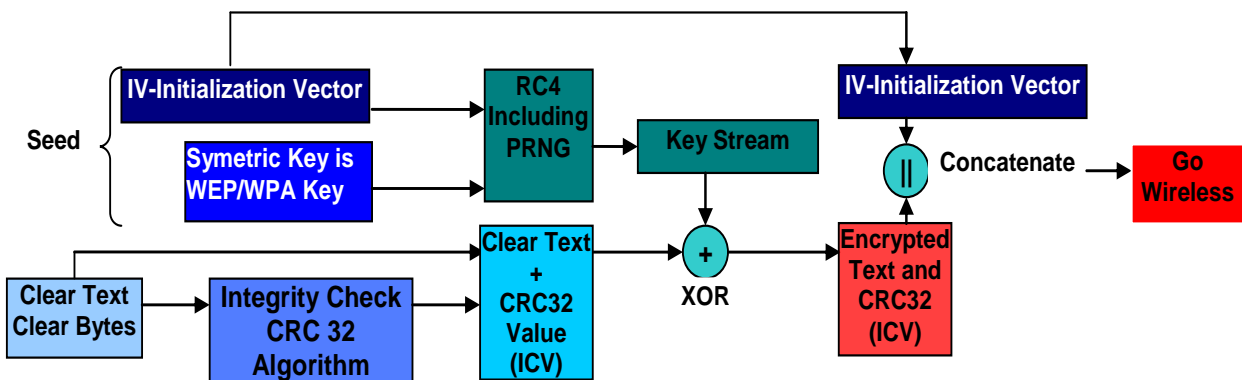 IV-Initialization Vector
Seed
Symetric Key is
WEP/WPA Key
RC4
Including
PRNG
Key Stream
IV-Initialization Vector
||
Concatenate
Go
Wireless
Clear Text
Clear Bytes
Integrity Check
CRC 32
Algorithm
Clear Text
+
CRC32
Value
(ICV)
+
XOR
Encrypted
Text and
CRC32
(ICV)